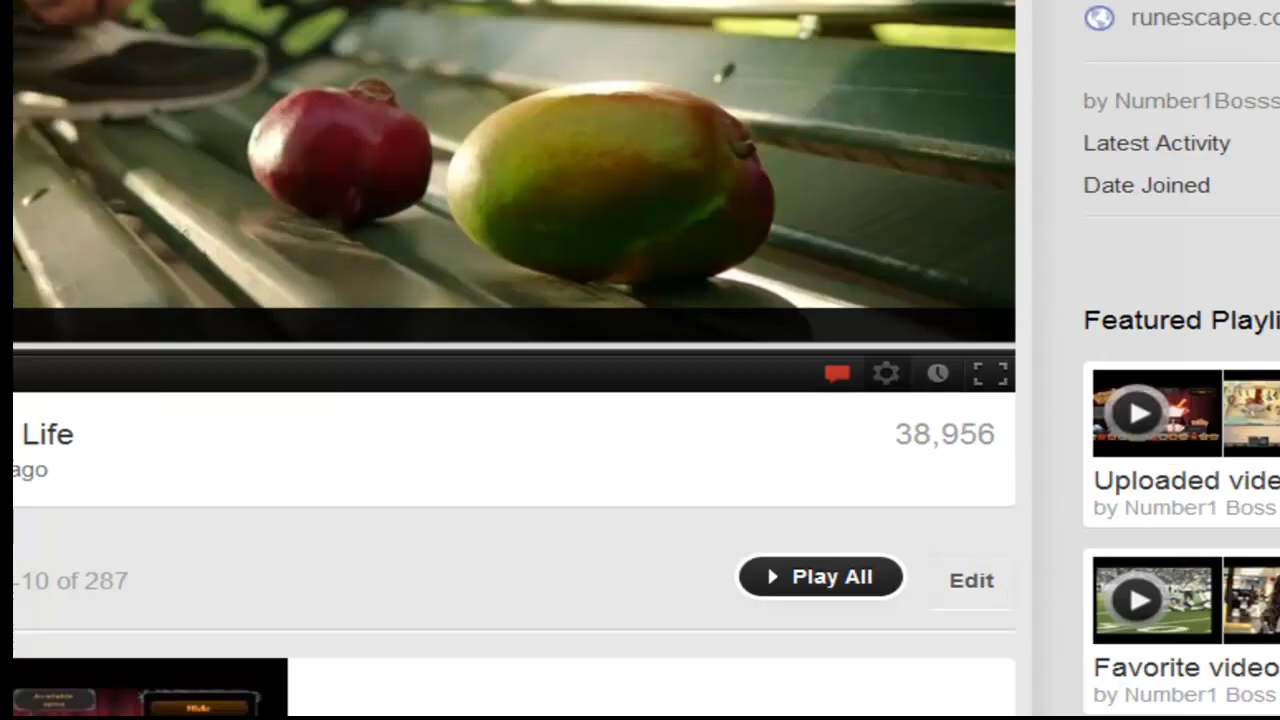 runescape.co
by Number1Bosss
Latest Activity
Date Joined
Life
38,956
ago
Featured Playli
-10 of 287
Play All
Edit
Uploaded vide
by Number1 Boss
Favorite video
by Number1 Boss
Hide